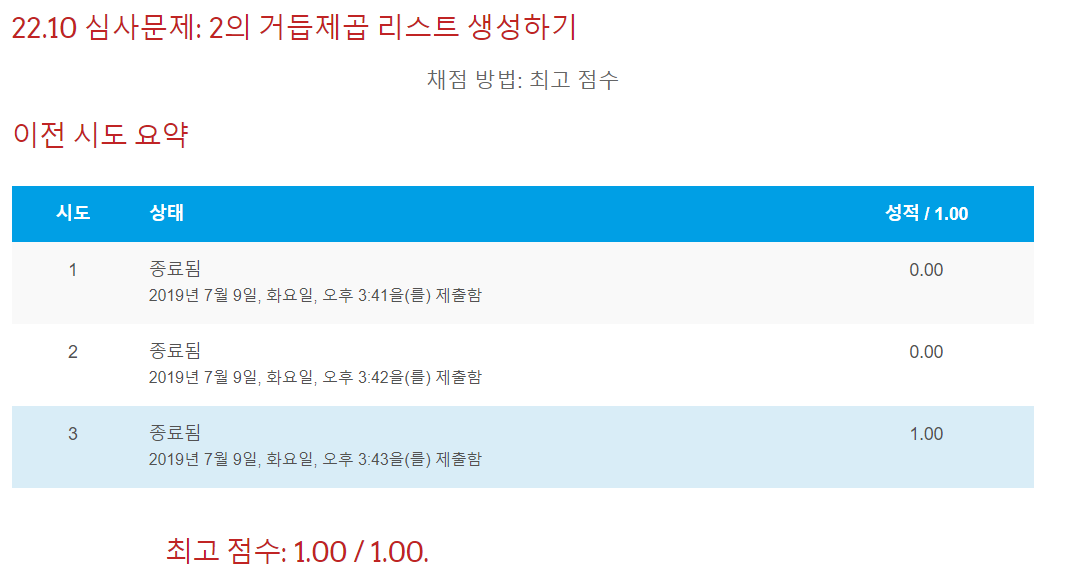 22.10 심사문제: 2의 거듭제곱 리스트 생성하기
채점 방법: 최고 점수
이전 시도 요약
시도 상태 성적 / 1.00
1 종료됨 0.00
2019년 7월 9일, 화요일, 오후 3:41을(를) 제출함
2 종료됨 0.00
2019년 7월 9일, 화요일, 오후 3:42을(를) 제출함
3 종료됨 1.00
2019년 7월 9일, 화요일, 오후 3:43을(를) 제출함
최고 점수: 1.00 / 1.00.